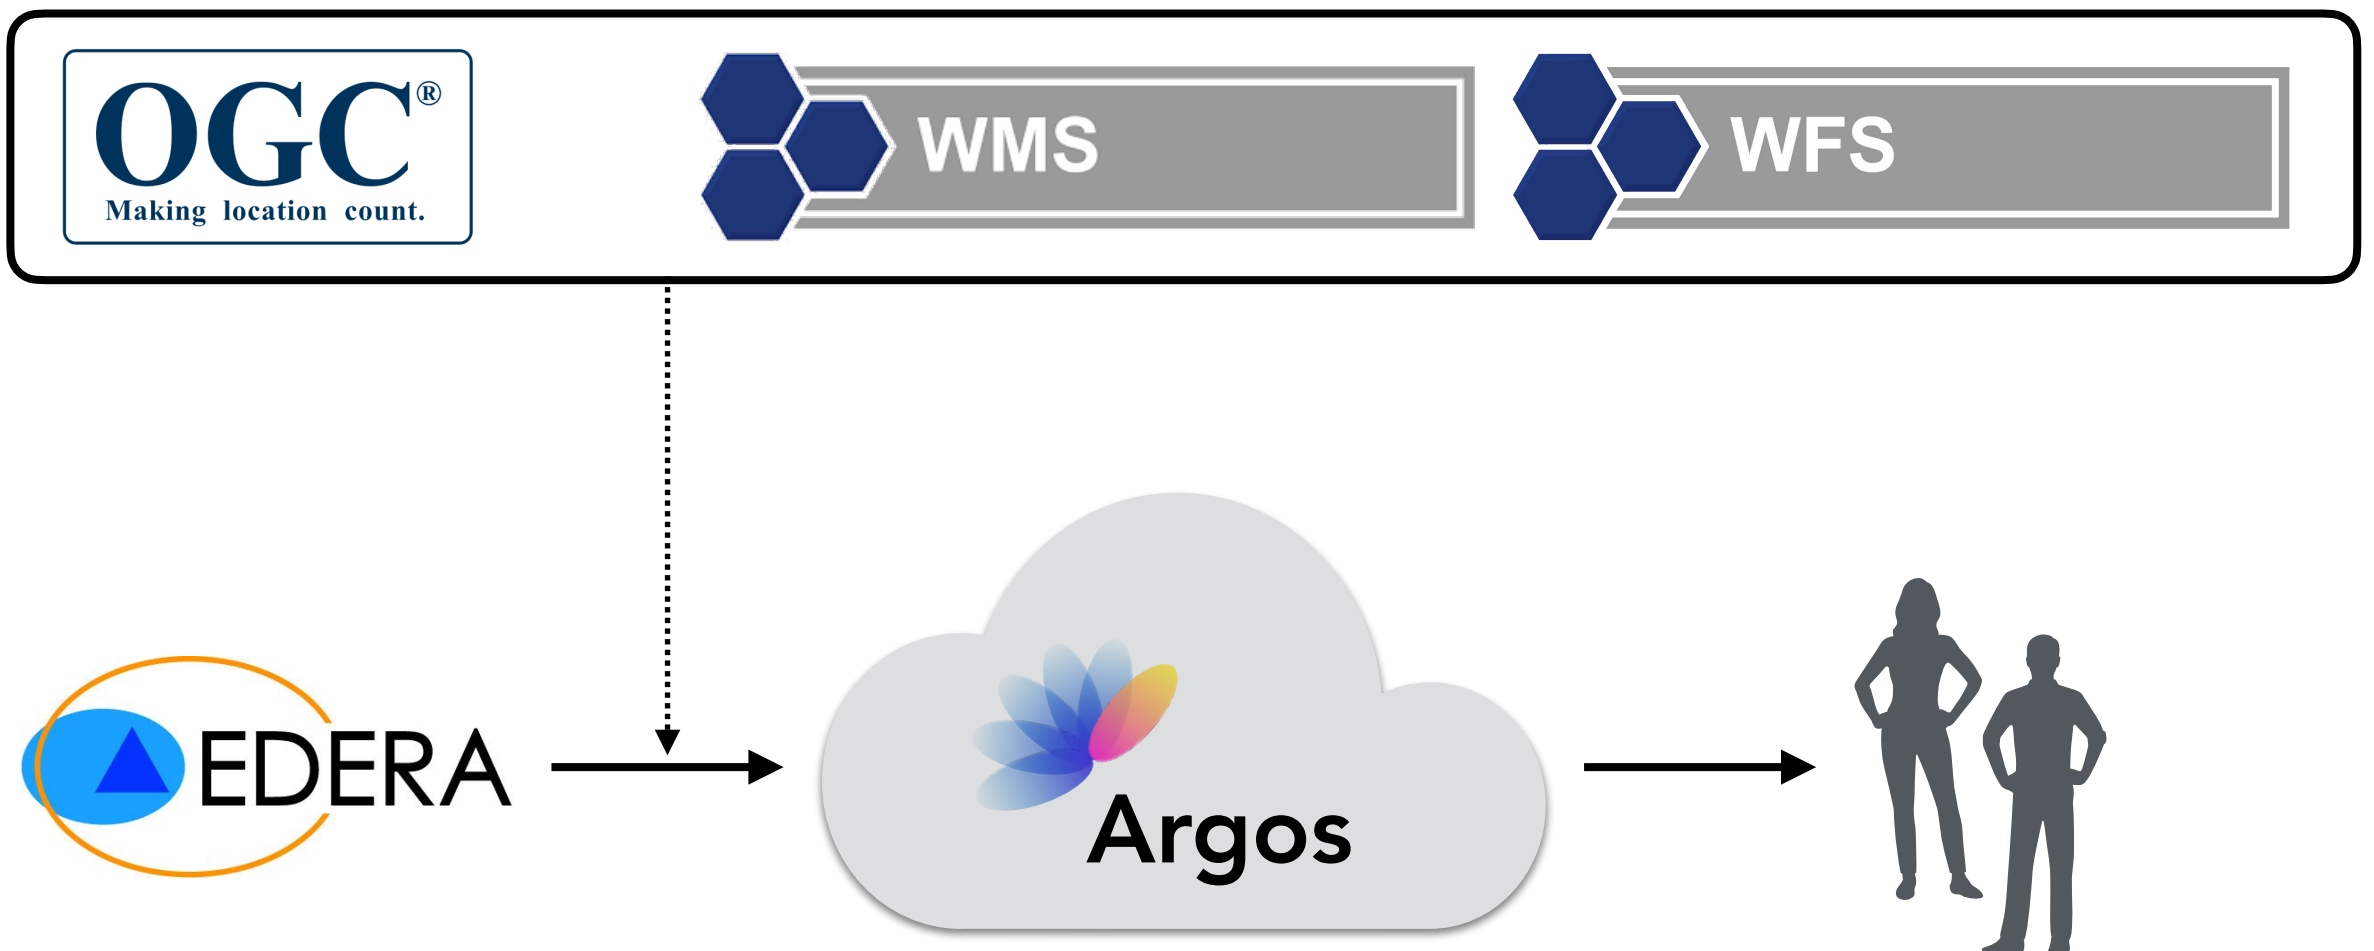 OGC®
Making location count.
WMS
WFS
EDERA
Argos